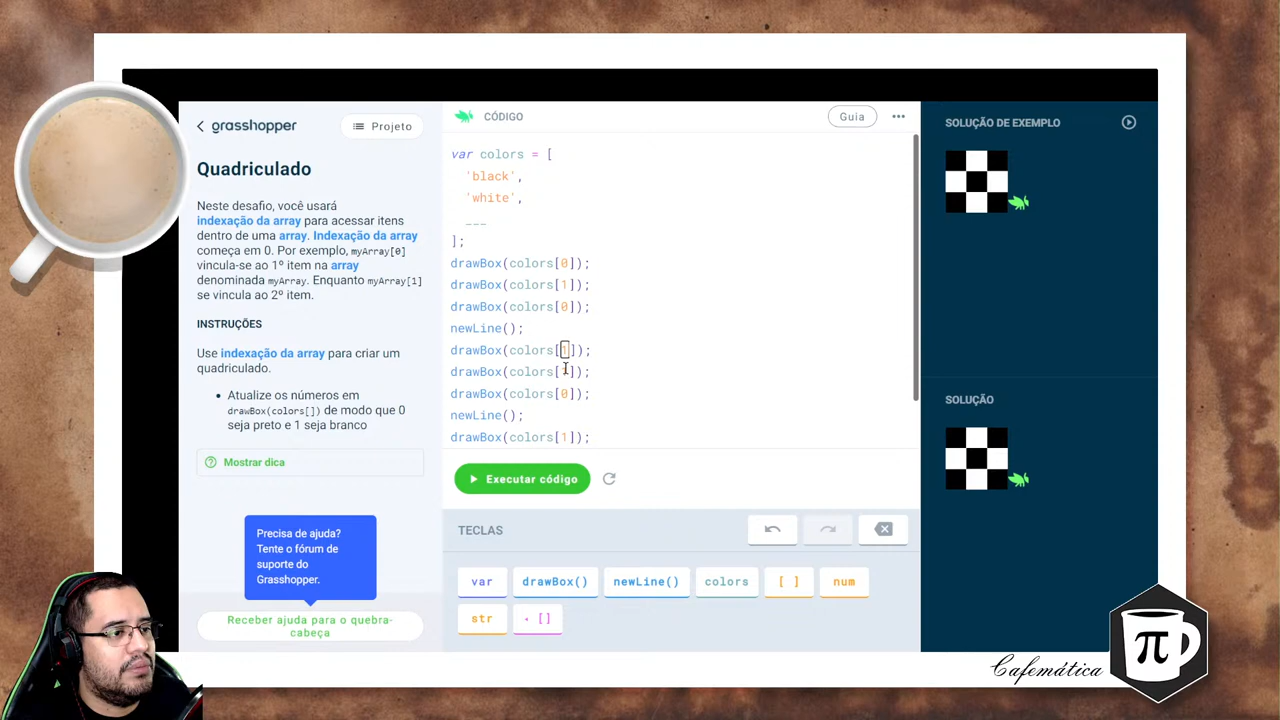 grasshopper
Projeto
Quadriculado
Neste desafio, você usará
indexação da array para acessar itens
dentro de uma array. Indexação da array
começa em 0. Por exemplo, myArray[0]
vincula-se ao 1º item na array
denominada myArray. Enquanto myArray[1]
se vincula ao 2º item.
INSTRUÇÕES
Use indexação da array para criar um
quadriculado.
• Atualize os números em
drawBox(colors[]) de modo que 0
seja preto e 1 seja branco
Mostrar dica
Precisa de ajuda?
Tente o fórum de
suporte do
Grasshopper.
Receber ajuda para o quebra-
cabeça
CÓDIGO
Guia
var colors = [
'black',
'white',
___
];
drawBox(colors[0]);
drawBox(colors[1]);
drawBox(colors[0]);
newLine();
drawBox(colors[1]);
drawBox(colors[ ]);
drawBox(colors[0]);
newLine();
drawBox(colors[1]);
Executar código
TECLAS
var
drawBox()
newLine()
colors
[ ]
num
str
• []
SOLUÇÃO DE EXEMPLO
SOLUÇÃO
Cafemática
π